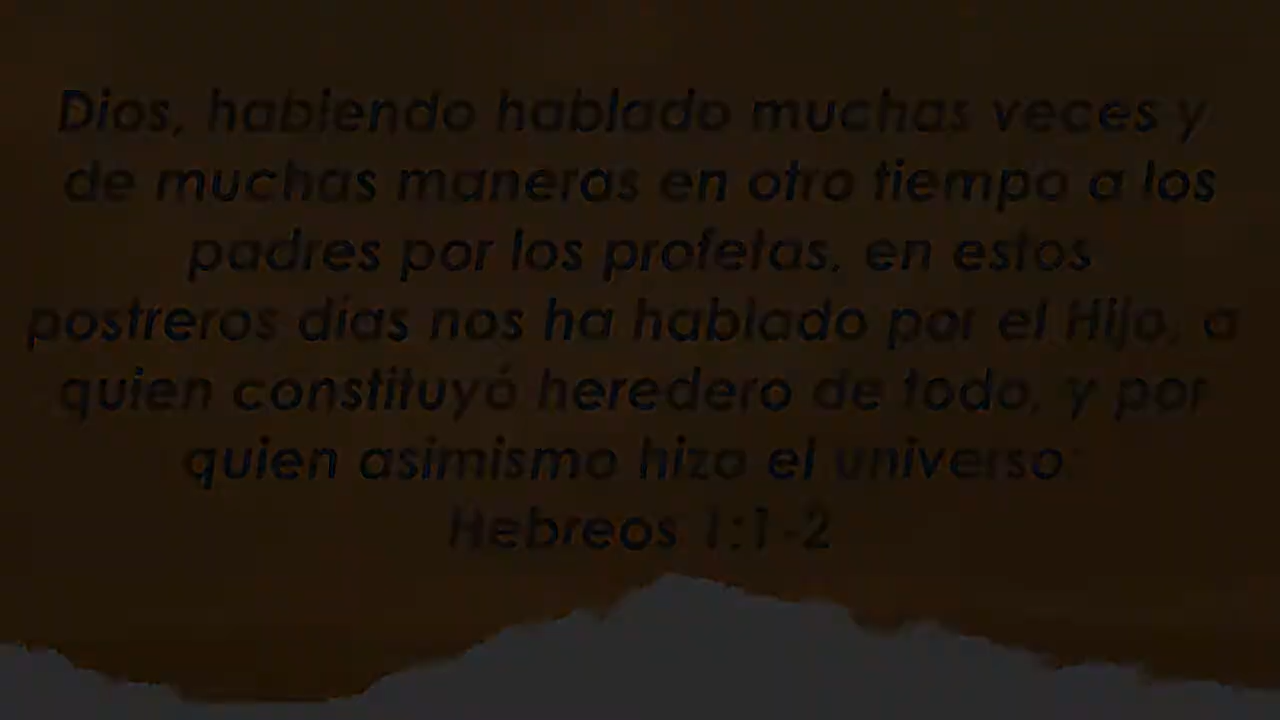 Dios, habiendo hablado muchas veces y
de muchas maneras en otro tiempo a los
padres por los profetas, en estos
postreros días nos ha hablado por el Hijo, a
quien constituyó heredero de todo, y por
quien asimismo hizo el universo;
Hebreos 1:1-2